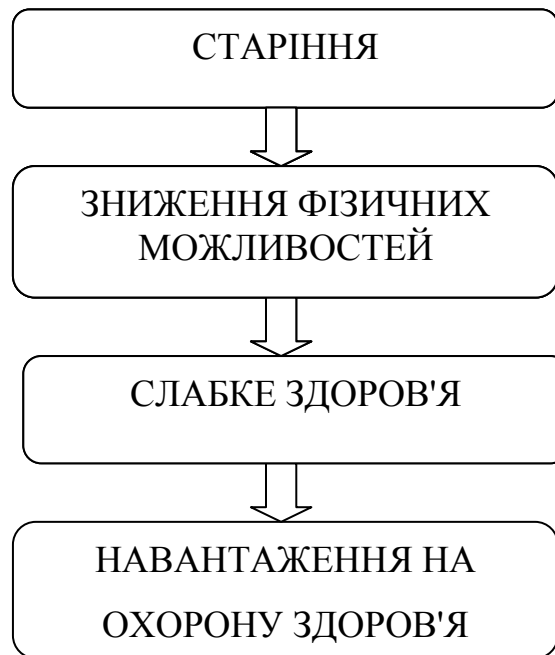 СТАРІННЯ
ЗНИЖЕННЯ ФІЗИЧНИХ
МОЖЛИВОСТЕЙ
СЛАБКЕ ЗДОРОВ'Я
НАВАНТАЖЕННЯ НА
ОХОРОНУ ЗДОРОВ'Я